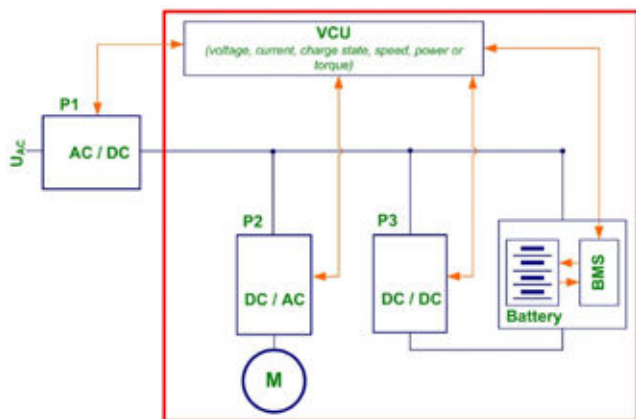 VCU
(voltage, current, charge state, speed, power or
torque)
P1
UAC
AC / DC
P2
DC / AC
M
P3
DC / DC
BMS
Battery